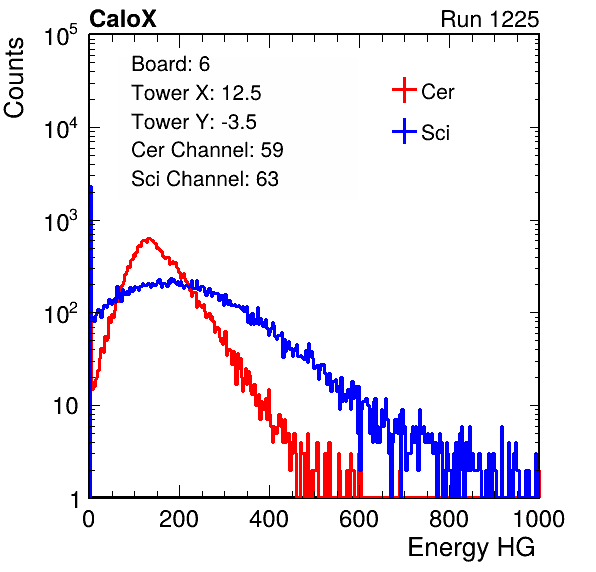 CaloX Run 1225
Counts
Board: 6
Tower X: 12.5
Tower Y: -3.5
Cer Channel: 59
Sci Channel: 63
Cer
Sci
10^5
10^4
10^3
10^2
10
1
0 200 400 600 800 1000
Energy HG